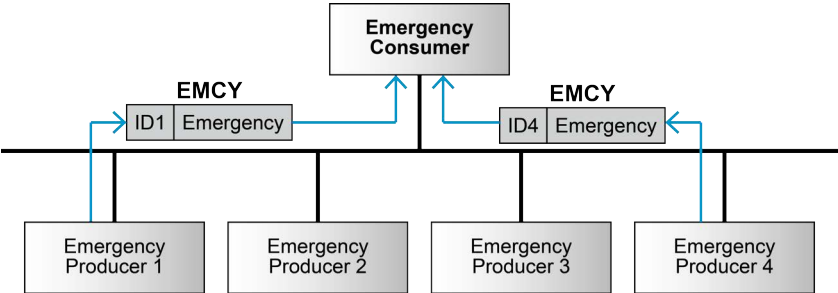 Emergency
Consumer
EMCY
ID1 Emergency
EMCY
ID4 Emergency
Emergency
Producer 1
Emergency
Producer 2
Emergency
Producer 3
Emergency
Producer 4